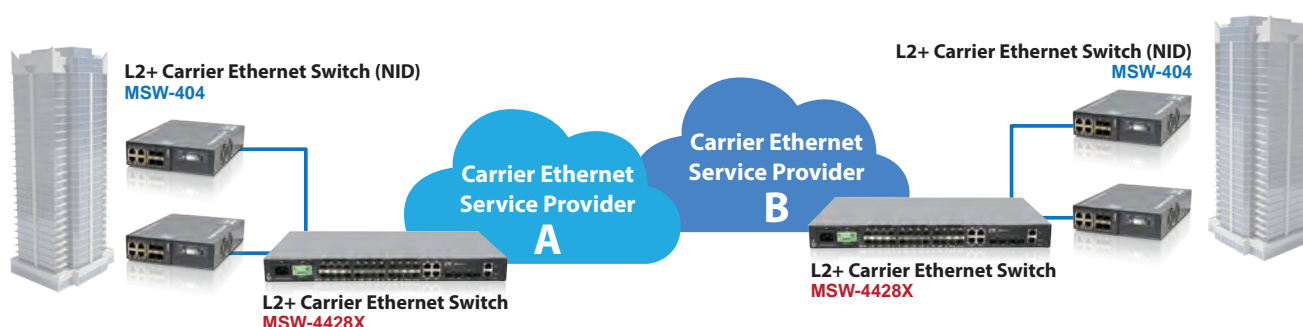 L2+ Carrier Ethernet Switch (NID)
MSW-404
L2+ Carrier Ethernet Switch (NID)
MSW-404
Carrier Ethernet
Service Provider
A
Carrier Ethernet
Service Provider
B
L2+ Carrier Ethernet Switch
MSW-4428X
L2+ Carrier Ethernet Switch
MSW-4428X